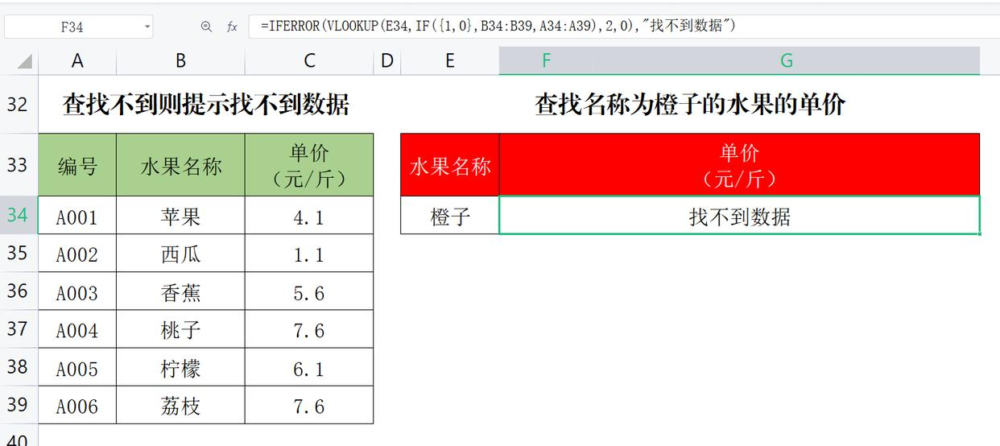 F34 fx =IFERROR(VLOOKUP(E34,IF({1,0},B34:B39,A34:A39),2,0),"找不到数据")
A B C D E F G
32 查找不到则提示找不到数据 查找名称为橙子的水果的单价
33 编号 水果名称 单价 水果名称 单价
（元/斤） （元/斤）
34 A001 苹果 4.1 橙子 找不到数据
35 A002 西瓜 1.1
36 A003 香蕉 5.6
37 A004 桃子 7.6
38 A005 柠檬 6.1
39 A006 荔枝 7.6
40